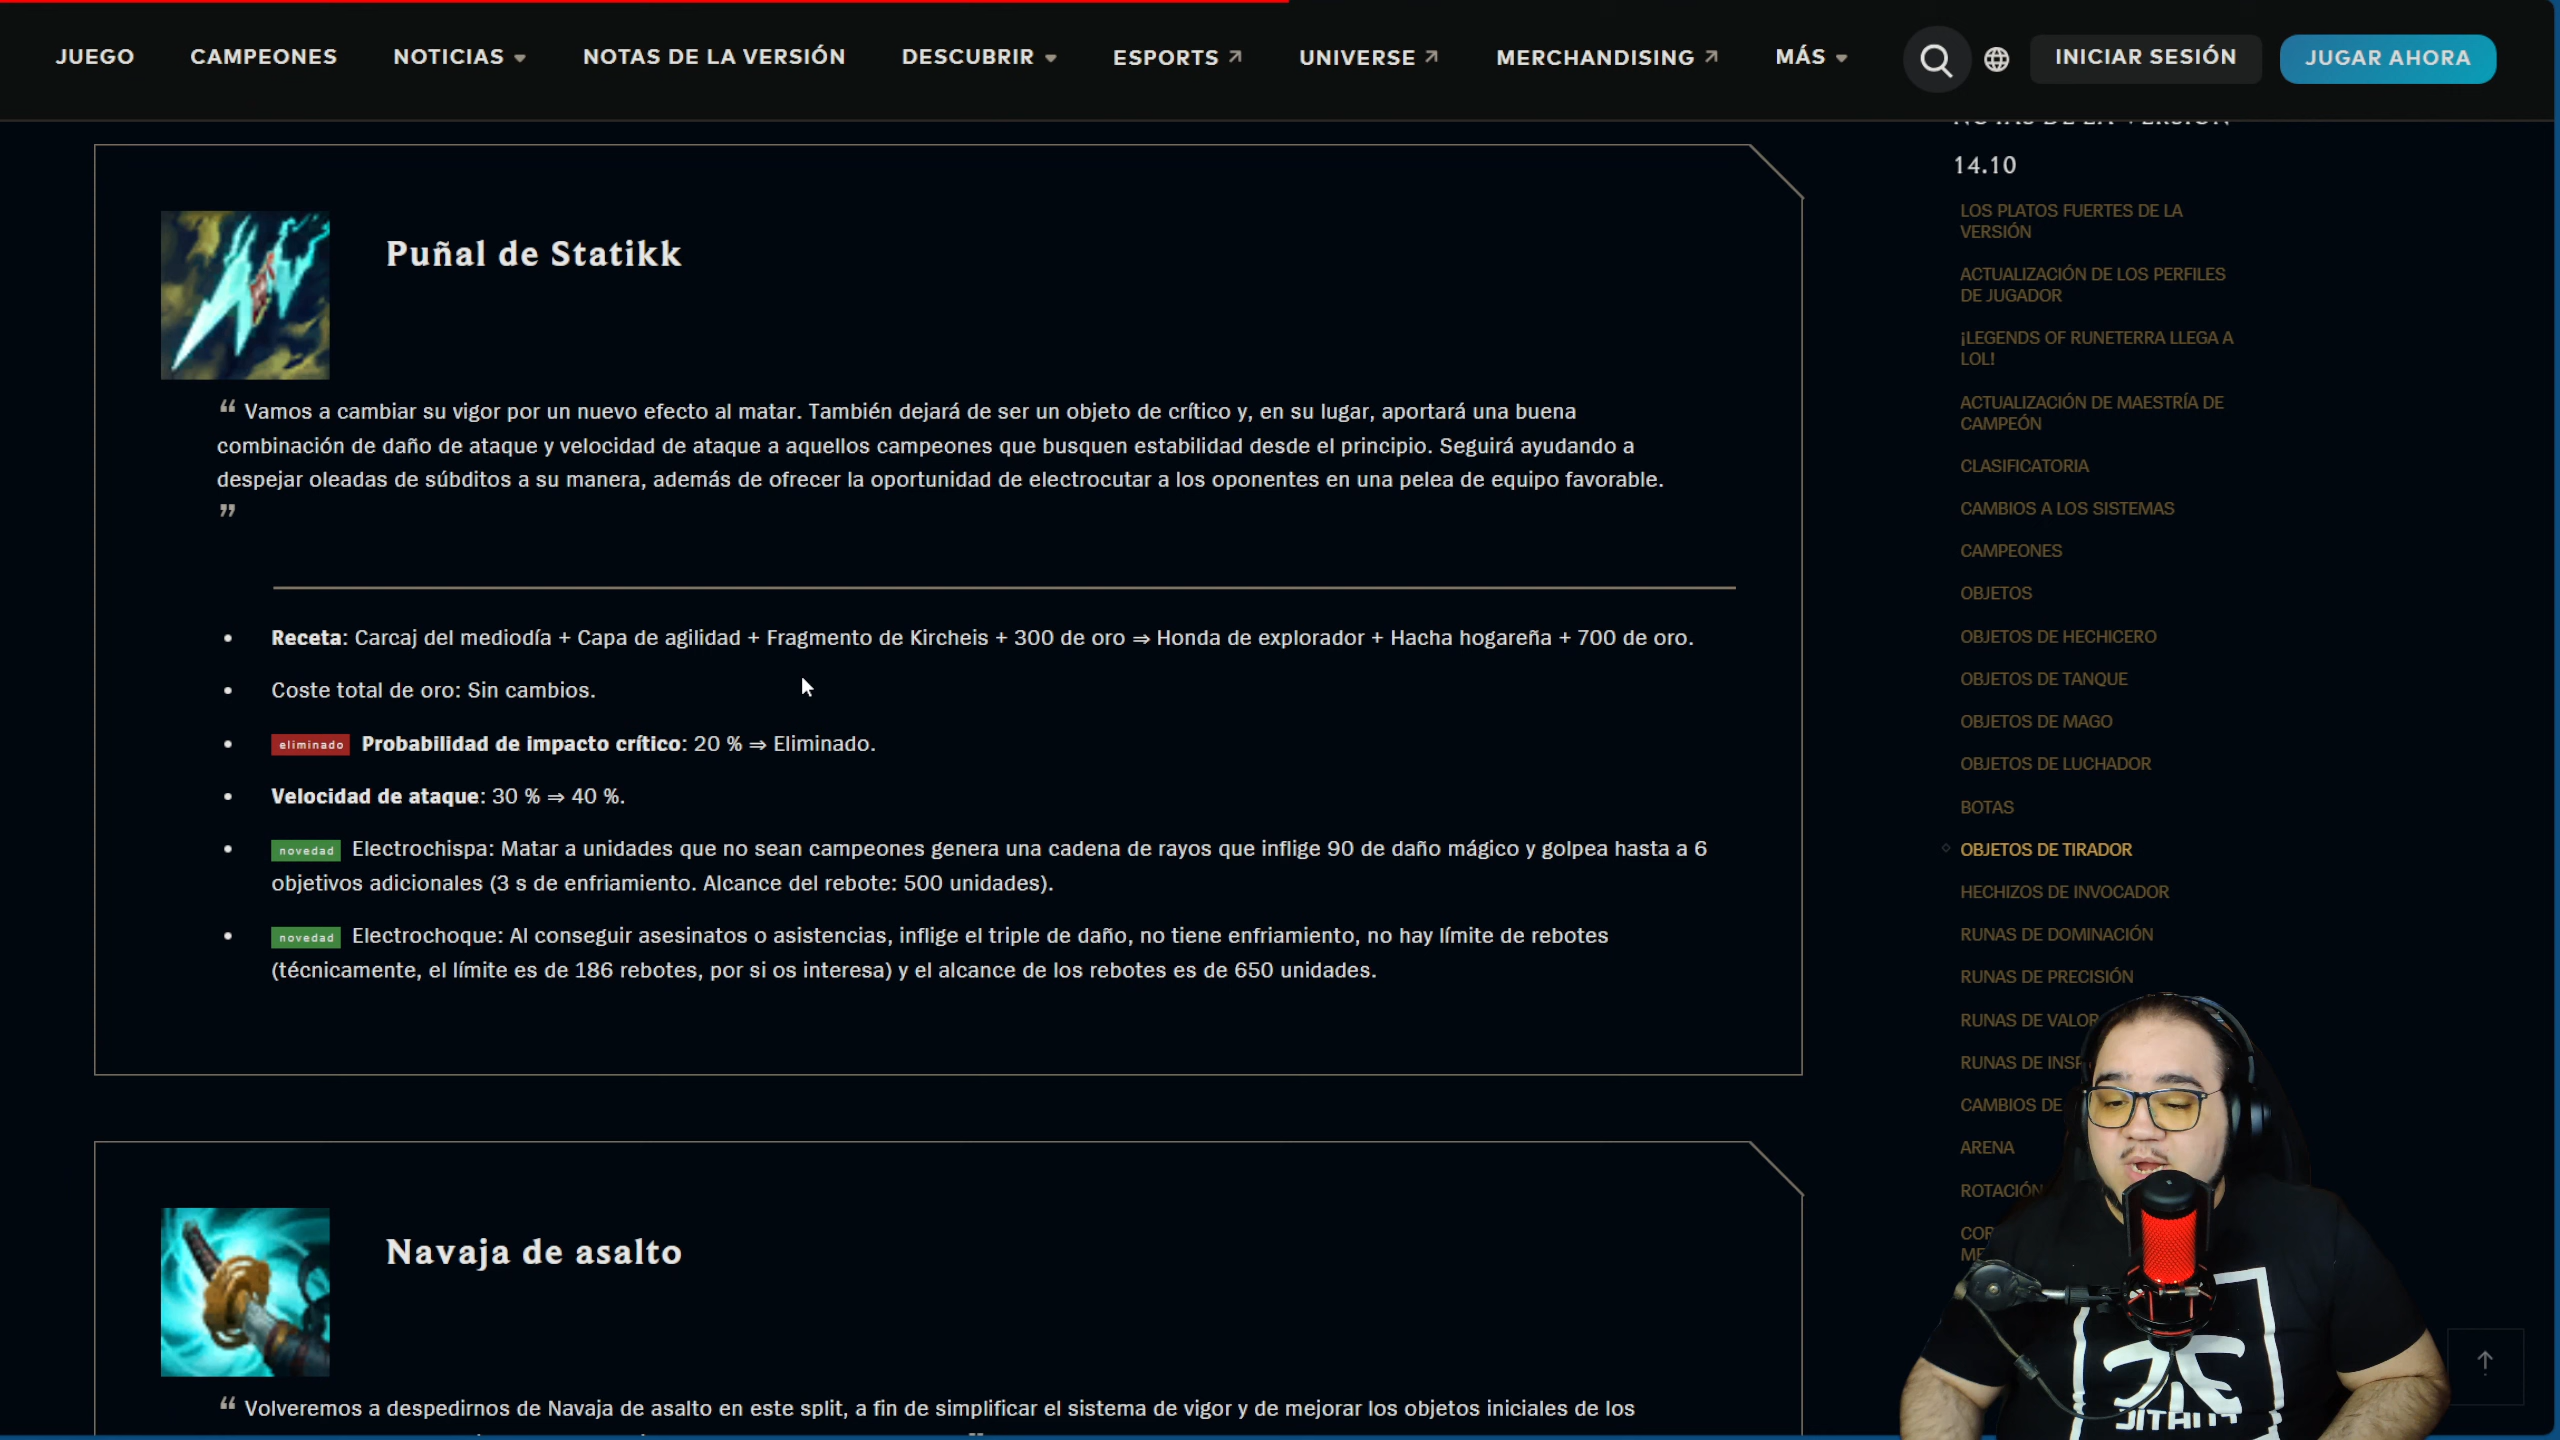 JUEGO CAMPEONES NOTICIAS NOTAS DE LA VERSIÓN DESCUBRIR ESPORTS UNIVERSE MERCHANDISING MÁS INICIAR SESIÓN JUGAR AHORA
Puñal de Statikk
“ Vamos a cambiar su vigor por un nuevo efecto al matar. También dejará de ser un objeto de crítico y, en su lugar, aportará una buena
combinación de daño de ataque y velocidad de ataque a aquellos campeones que busquen estabilidad desde el principio. Seguirá ayudando a
despejar oleadas de súbditos a su manera, además de ofrecer la oportunidad de electrocutar a los oponentes en una pelea de equipo favorable.
”
• Receta: Carcaj del mediodía + Capa de agilidad + Fragmento de Kircheis + 300 de oro ⇒ Honda de explorador + Hacha hogareña + 700 de oro.
• Coste total de oro: Sin cambios.
• eliminado Probabilidad de impacto crítico: 20 % ⇒ Eliminado.
• Velocidad de ataque: 30 % ⇒ 40 %.
• novedad Electrochispa: Matar a unidades que no sean campeones genera una cadena de rayos que inflige 90 de daño mágico y golpea hasta a 6
objetivos adicionales (3 s de enfriamiento. Alcance del rebote: 500 unidades).
• novedad Electrochoque: Al conseguir asesinatos o asistencias, inflige el triple de daño, no tiene enfriamiento, no hay límite de rebotes
(técnicamente, el límite es de 186 rebotes, por si os interesa) y el alcance de los rebotes es de 650 unidades.
Navaja de asalto
“ Volveremos a despedirnos de Navaja de asalto en este split, a fin de simplificar el sistema de vigor y de mejorar los objetos iniciales de los
NOTAS DE LA VERSIÓN
14.10
LOS PLATOS FUERTES DE LA
VERSIÓN
ACTUALIZACIÓN DE LOS PERFILES
DE JUGADOR
¡LEGENDS OF RUNETERRA LLEGA A
LOL!
ACTUALIZACIÓN DE MAESTRÍA DE
CAMPEÓN
CLASIFICATORIA
CAMBIOS A LOS SISTEMAS
CAMPEONES
OBJETOS
OBJETOS DE HECHICERO
OBJETOS DE TANQUE
OBJETOS DE MAGO
OBJETOS DE LUCHADOR
BOTAS
OBJETOS DE TIRADOR
HECHIZOS DE INVOCADOR
RUNAS DE DOMINACIÓN
RUNAS DE PRECISIÓN
RUNAS DE VALOR
RUNAS DE
CAMBIOS DE
ARENA
ROTACIÓN